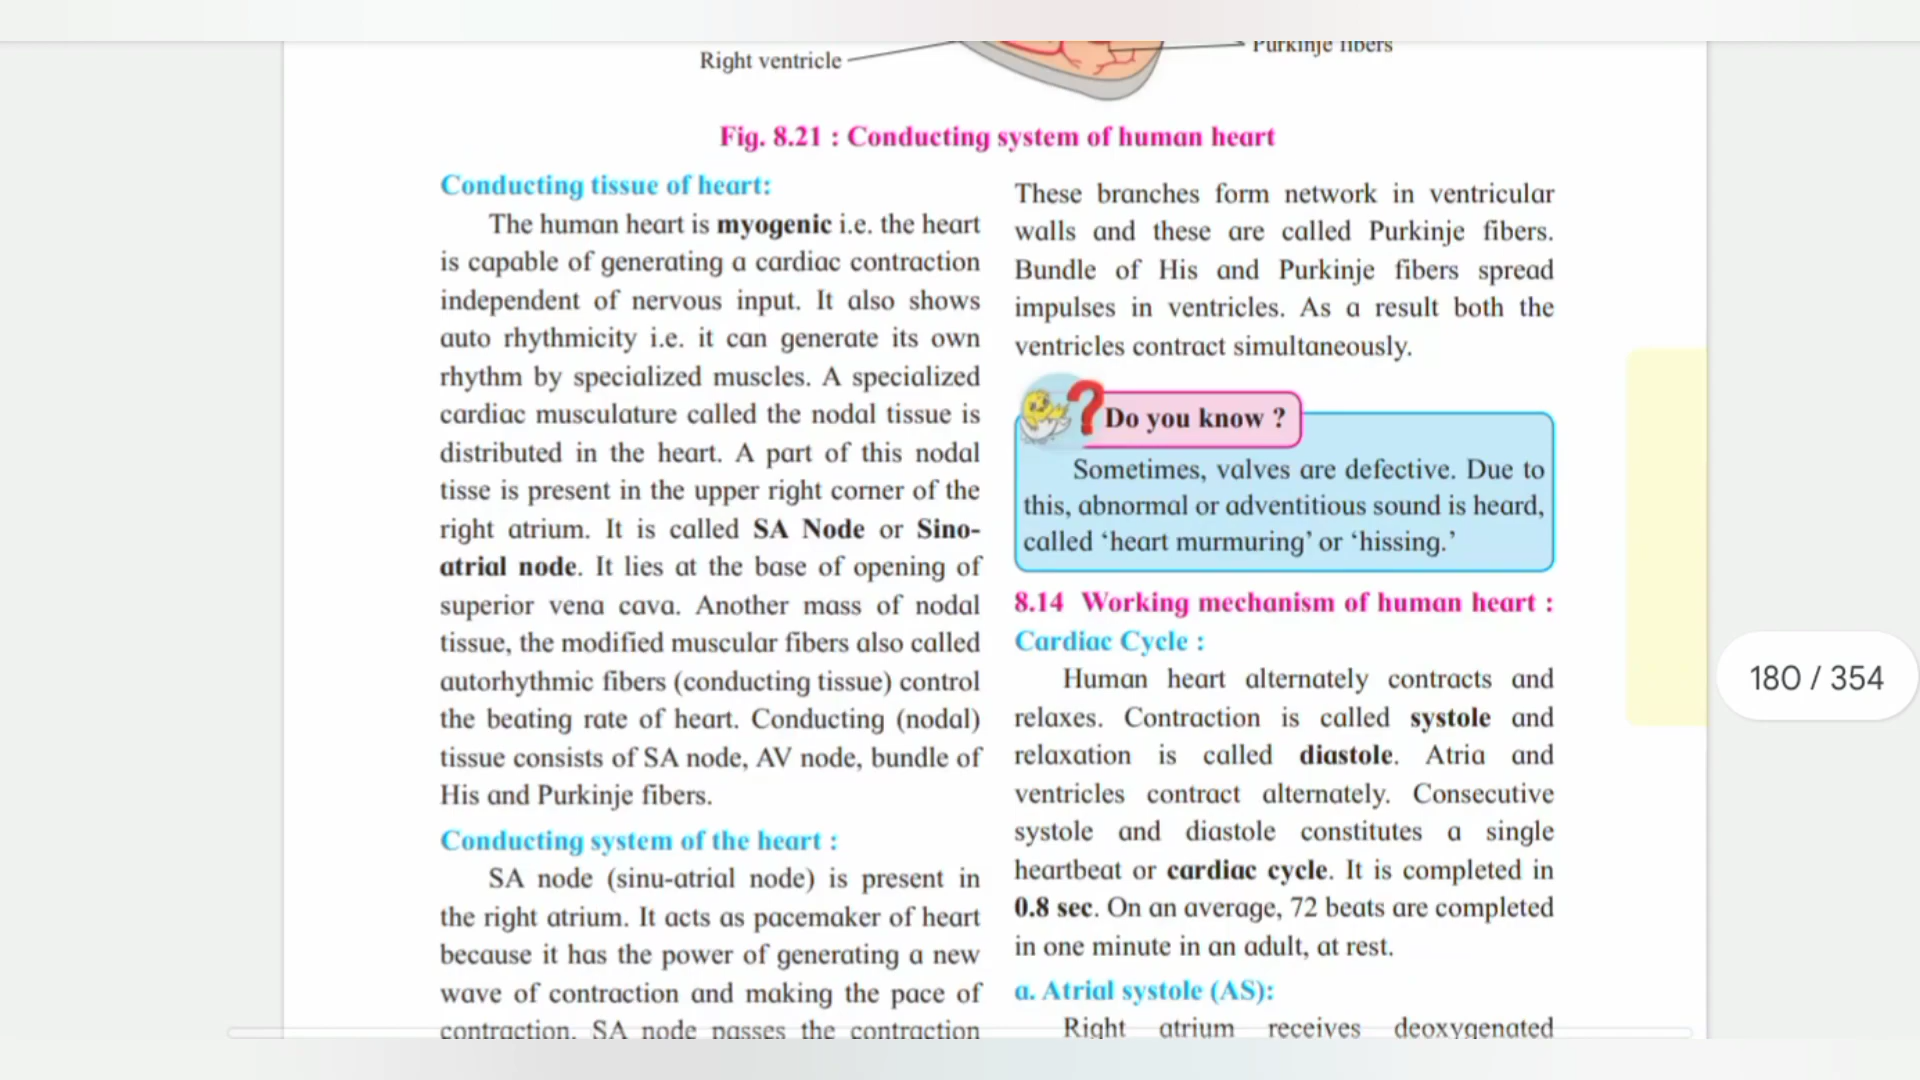 Right ventricle
Purkinje fibers
Fig. 8.21 : Conducting system of human heart
Conducting tissue of heart:
The human heart is myogenic i.e. the heart
is capable of generating a cardiac contraction
independent of nervous input. It also shows
auto rhythmicity i.e. it can generate its own
rhythm by specialized muscles. A specialized
cardiac musculature called the nodal tissue is
distributed in the heart. A part of this nodal
tisse is present in the upper right corner of the
right atrium. It is called SA Node or Sino-
atrial node. It lies at the base of opening of
superior vena cava. Another mass of nodal
tissue, the modified muscular fibers also called
autorhythmic fibers (conducting tissue) control
the beating rate of heart. Conducting (nodal)
tissue consists of SA node, AV node, bundle of
His and Purkinje fibers.
Conducting system of the heart :
SA node (sinu-atrial node) is present in
the right atrium. It acts as pacemaker of heart
because it has the power of generating a new
wave of contraction and making the pace of
contraction. SA node passes the contraction
These branches form network in ventricular
walls and these are called Purkinje fibers.
Bundle of His and Purkinje fibers spread
impulses in ventricles. As a result both the
ventricles contract simultaneously.
Do you know ?
Sometimes, valves are defective. Due to
this, abnormal or adventitious sound is heard,
called ‘heart murmuring’ or ‘hissing.’
8.14 Working mechanism of human heart :
Cardiac Cycle :
Human heart alternately contracts and
relaxes. Contraction is called systole and
relaxation is called diastole. Atria and
ventricles contract alternately. Consecutive
systole and diastole constitutes a single
heartbeat or cardiac cycle. It is completed in
0.8 sec. On an average, 72 beats are completed
in one minute in an adult, at rest.
a. Atrial systole (AS):
Right atrium receives deoxygenated
180 / 354